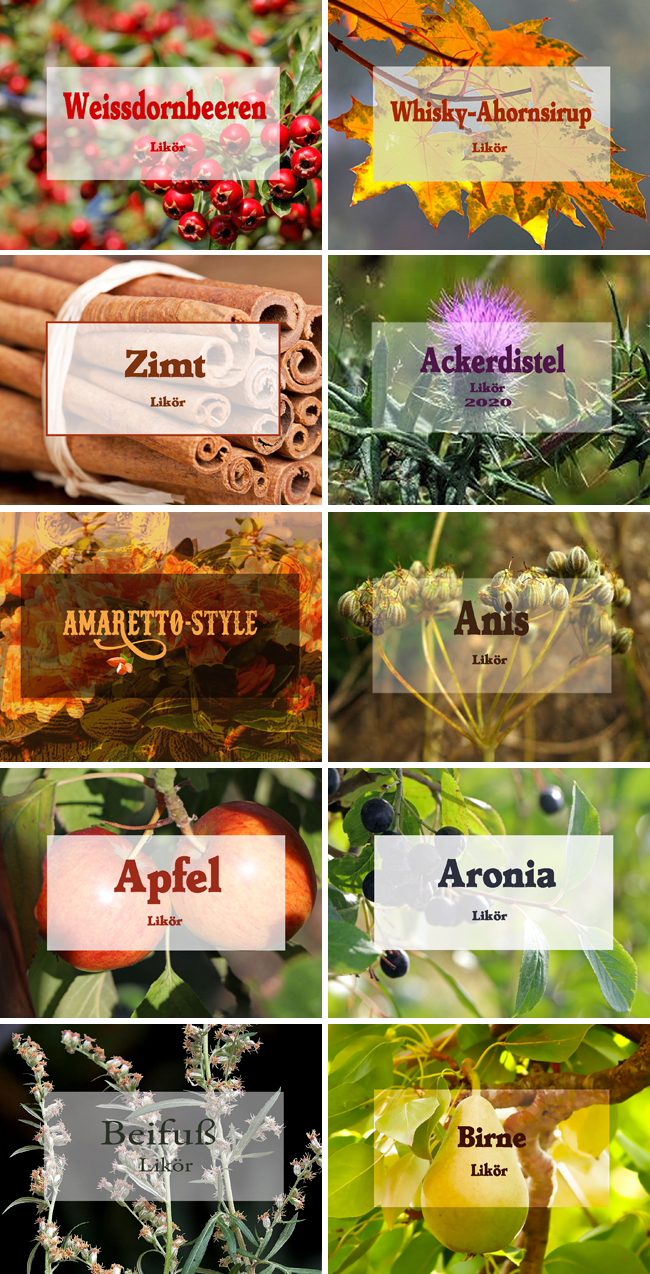 Weissdornbeeren
Likör
Whisky-Ahornsirup
Likör
Zimt
Likör
Ackerdistel
Likör
2020
AMARETTO-STYLE
Anis
Likör
Apfel
Likör
Aronia
Likör
Beifuß
Likör
Birne
Likör